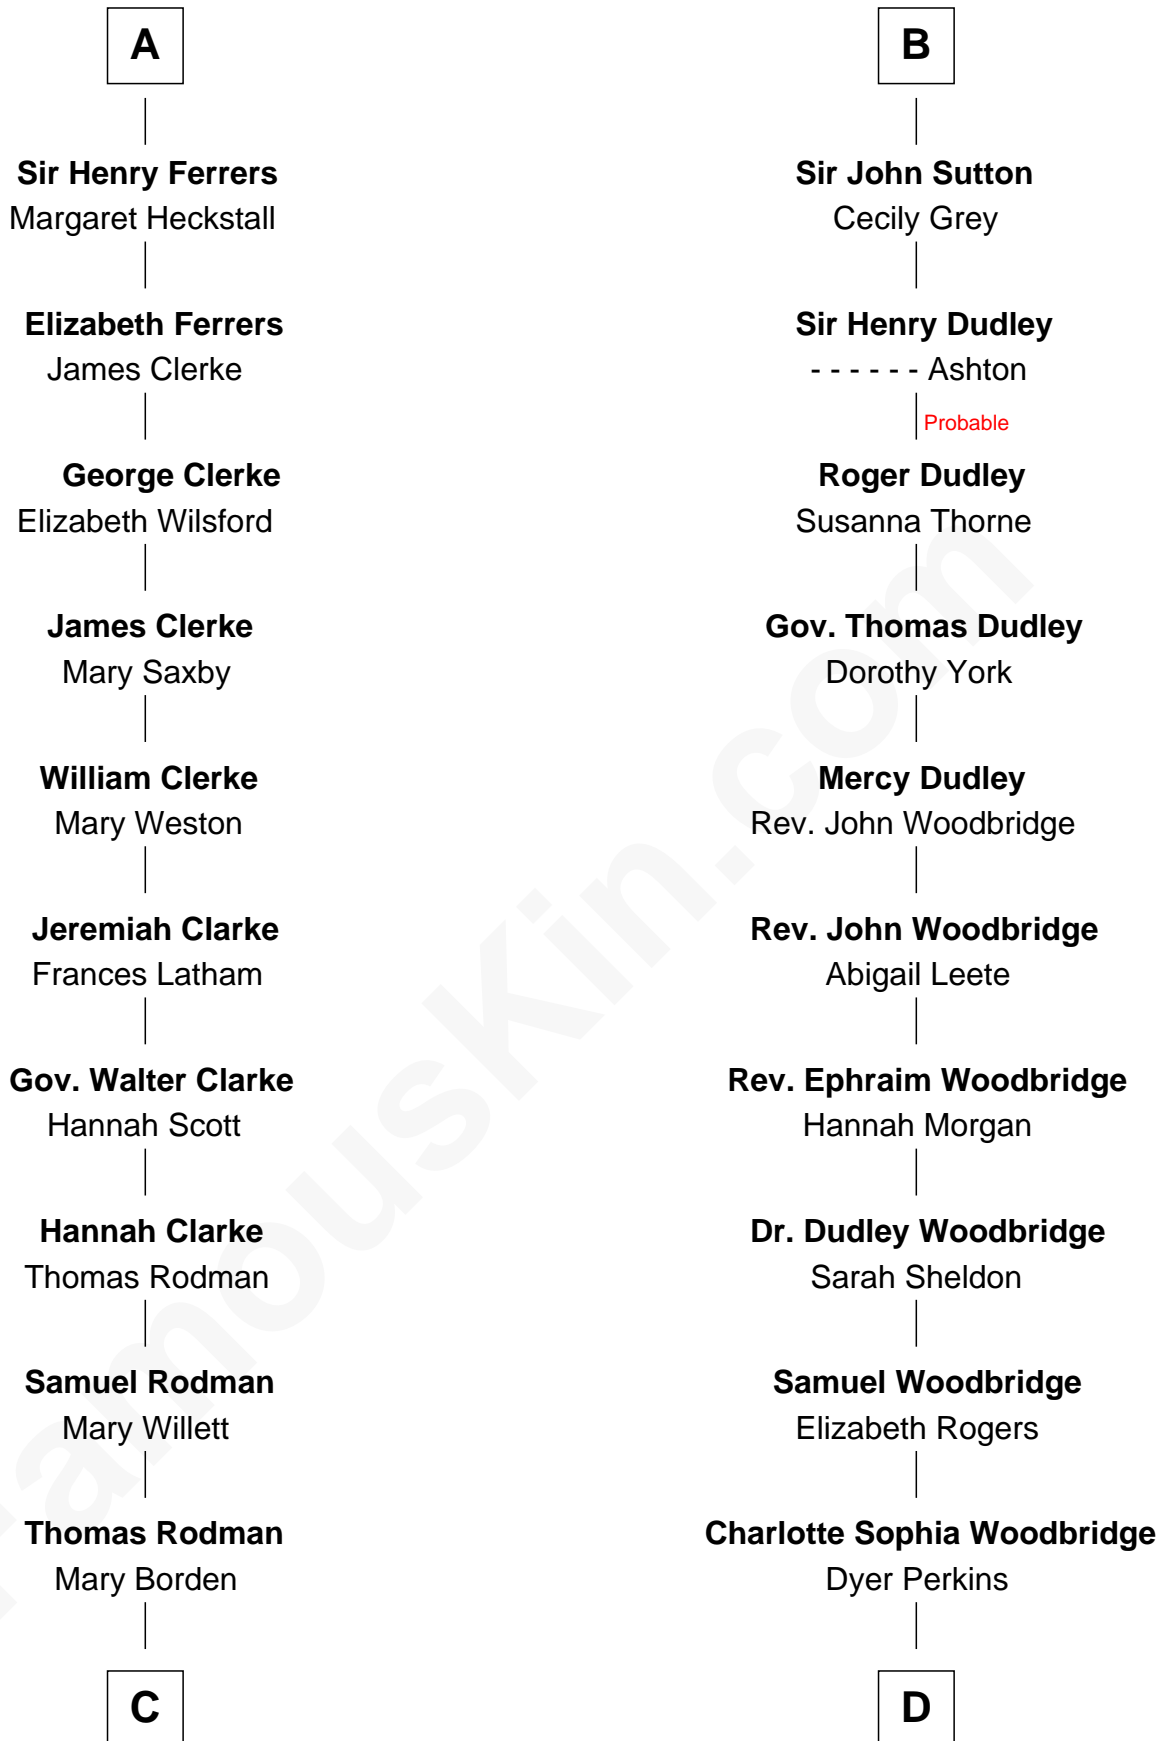 A
Sir Henry Ferrers
Margaret Heckstall
Elizabeth Ferrers
James Clerke
George Clerke
Elizabeth Wilsford
James Clerke
Mary Saxby
William Clerke
Mary Weston
Jeremiah Clarke
Frances Latham
Gov. Walter Clarke
Hannah Scott
Hannah Clarke
Thomas Rodman
Samuel Rodman
Mary Willett
Thomas Rodman
Mary Borden
C
B
Sir John Sutton
Cecily Grey
Sir Henry Dudley
- - - - - - Ashton
Probable
Roger Dudley
Susanna Thorne
Gov. Thomas Dudley
Dorothy York
Mercy Dudley
Rev. John Woodbridge
Rev. John Woodbridge
Abigail Leete
Rev. Ephraim Woodbridge
Hannah Morgan
Dr. Dudley Woodbridge
Sarah Sheldon
Samuel Woodbridge
Elizabeth Rogers
Charlotte Sophia Woodbridge
Dyer Perkins
D
FamousKin.com